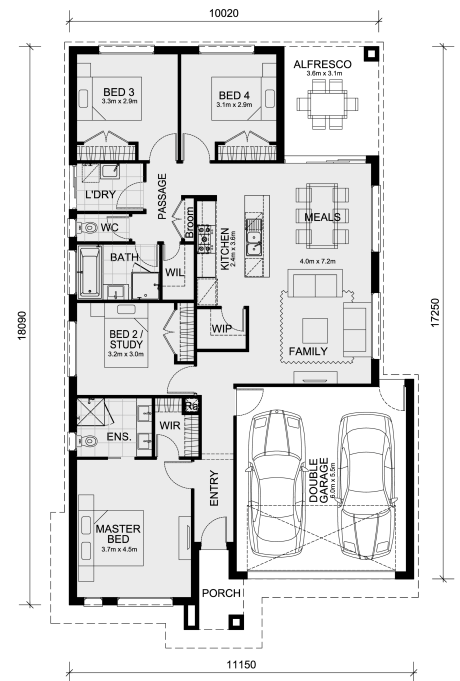 10020
ALFRESCO
3.6m x 3.1m
BED 3
3.3m x 2.9m
BED 4
3.1m x 2.9m
L'DRY
PASSAGE
MEALS
WC
Broom
KITCHEN
2.4m x 3.6m
BATH
WIL
4.0m x 7.2m
18090
17250
WIP
BED 2 /
STUDY
3.2m x 3.0m
FAMILY
ENS.
WIR
DOUBLE
GARAGE
6.0m x 5.5m
ENTRY
MASTER
BED
3.7m x 4.5m
PORCH
11150